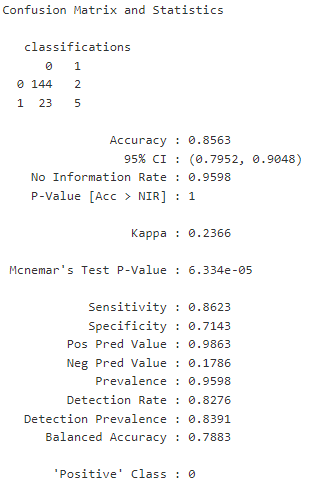 Confusion Matrix and Statistics
classifications
0 1
0 144 2
1 23 5
Accuracy : 0.8563
95% CI : (0.7952, 0.9048)
No Information Rate : 0.9598
P-Value [Acc > NIR] : 1
Kappa : 0.2366
Mcnemar's Test P-Value : 6.334e-05
Sensitivity : 0.8623
Specificity : 0.7143
Pos Pred Value : 0.9863
Neg Pred Value : 0.1786
Prevalence : 0.9598
Detection Rate : 0.8276
Detection Prevalence : 0.8391
Balanced Accuracy : 0.7883
'Positive' Class : 0